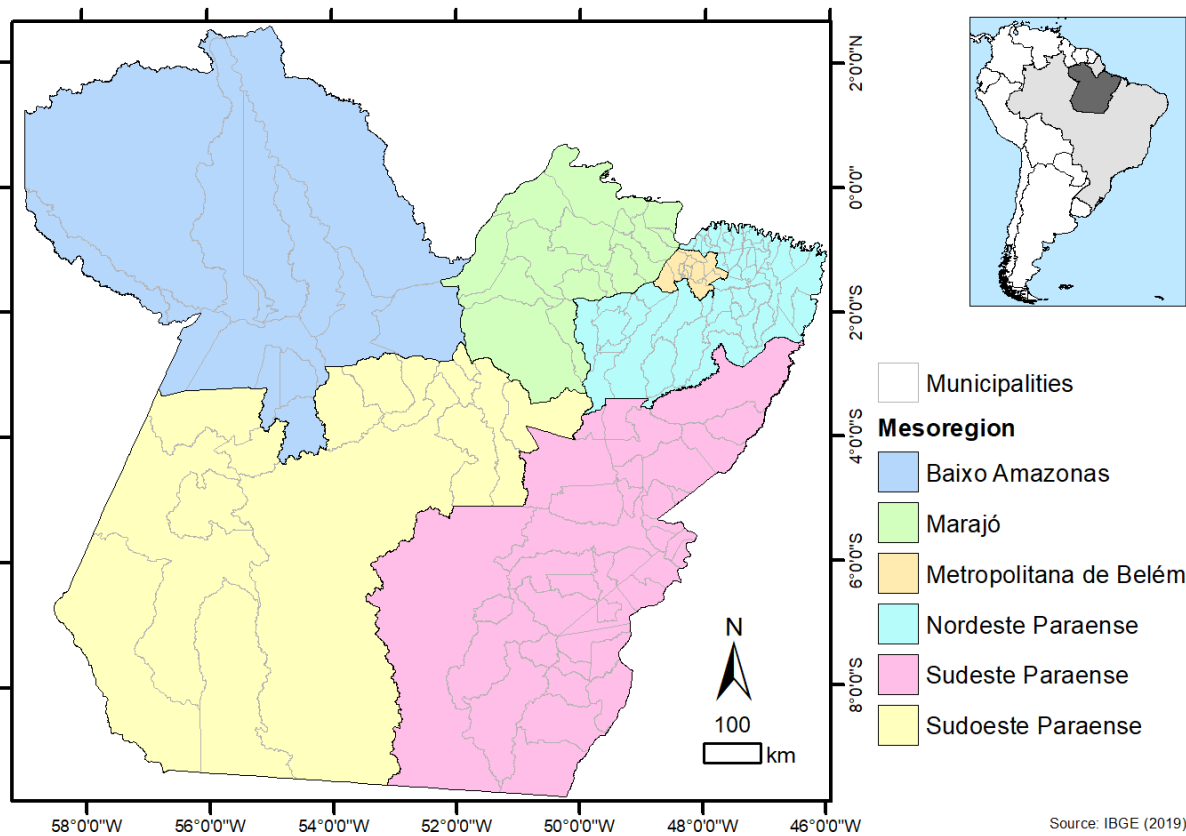 2°0'0"N
0°0'0"
2°0'0"S
4°0'0"S
6°0'0"S
8°0'0"S
Municipalities
Mesoregion
Baixo Amazonas
Marajó
Metropolitana de Belém
Nordeste Paraense
Sudeste Paraense
Sudoeste Paraense
N
100
km
58°0'0"W 56°0'0"W 54°0'0"W 52°0'0"W 50°0'0"W 48°0'0"W 46°0'0"W
Source: IBGE (2019)